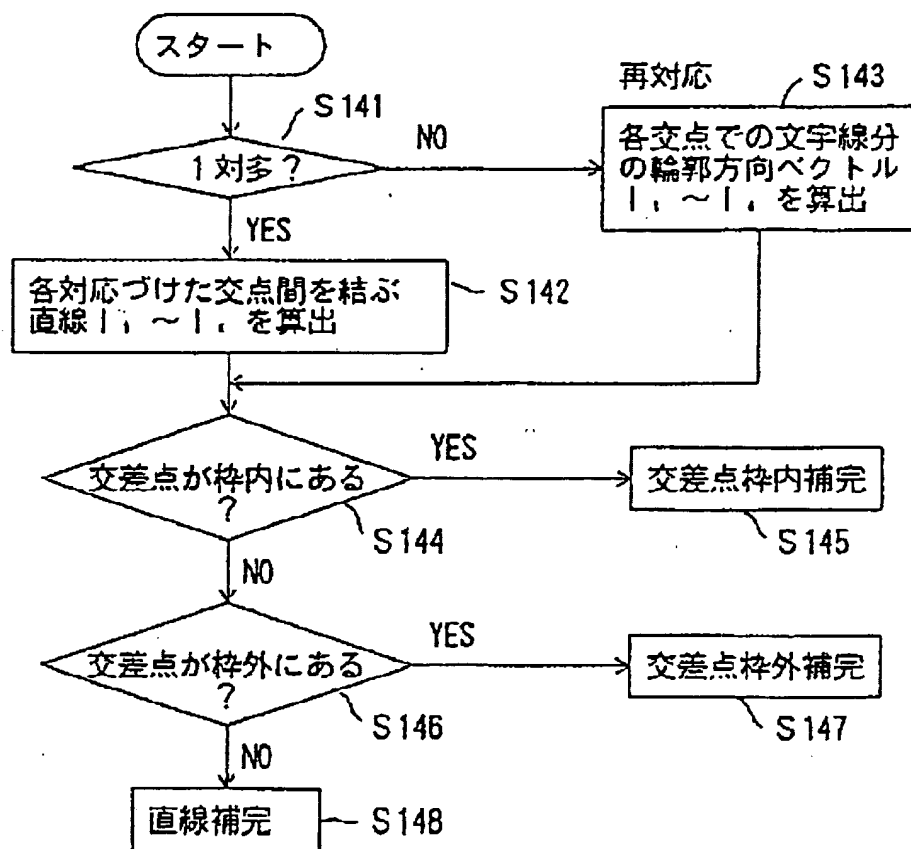 スタート
S141
1対多?
NO
YES
再対応
S143
各交点での文字線分
の輪郭方向ベクトル
を算出
各対応づけた交点間を結ぶ
直線
を算出
S142
交差点が枠内にある
?
YES
S144
NO
交差点枠内補完
S145
交差点が枠外にある
?
YES
S146
NO
交差点枠外補完
S147
直線補完
S148